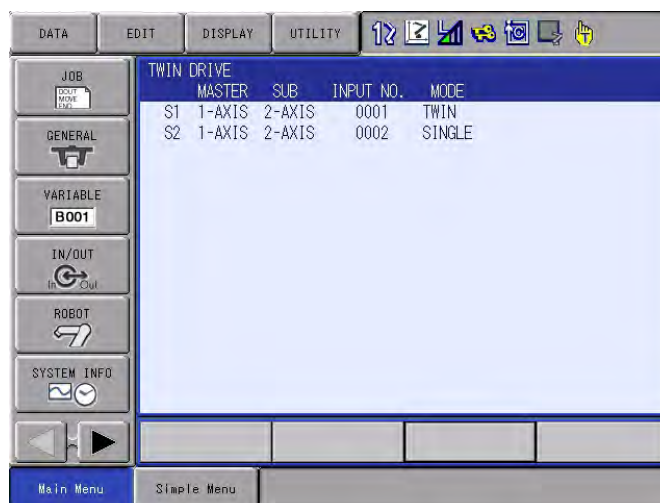 DATA EDIT DISPLAY UTILITY
JOB
DOUT
MOVE
END
GENERAL
VARIABLE
B001
IN/OUT
In Out
ROBOT
SYSTEM INFO
TWIN DRIVE
MASTER SUB INPUT NO. MODE
S1 1-AXIS 2-AXIS 0001 TWIN
S2 1-AXIS 2-AXIS 0002 SINGLE
Main Menu Simple Menu